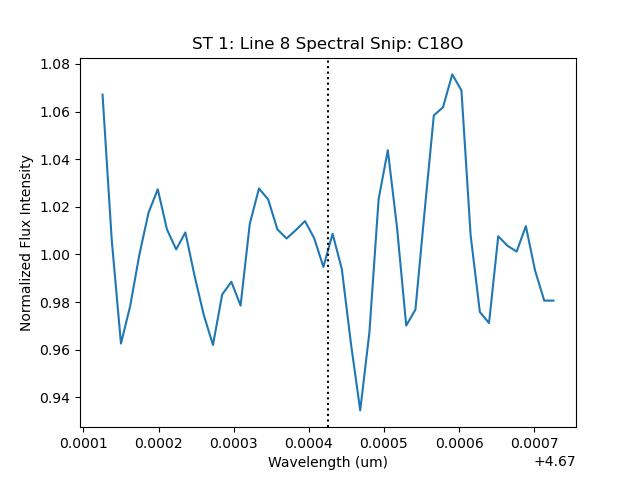 ST 1: Line 8 Spectral Snip: C18O
1.08
1.06
1.04
1.02
1.00
0.98
0.96
0.94
Normalized Flux Intensity
0.0001 0.0002 0.0003 0.0004 0.0005 0.0006 0.0007
Wavelength (um)
+4.67